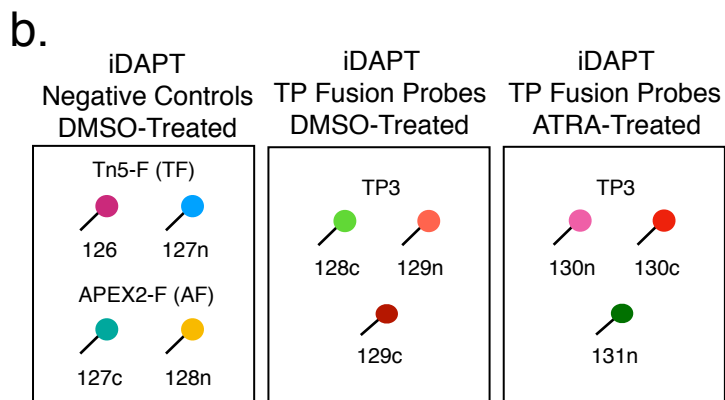 b.
iDAPT
Negative Controls
DMSO-Treated
Tn5-F (TF)
126 127n
APEX2-F (AF)
127c 128n
iDAPT
TP Fusion Probes
DMSO-Treated
TP3
128c 129n
129c
iDAPT
TP Fusion Probes
ATRA-Treated
TP3
130n 130c
131n